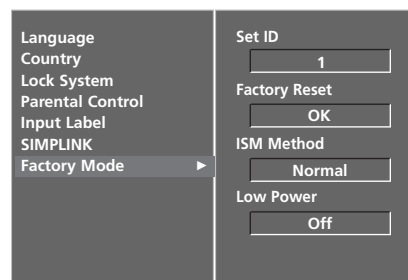 Language
Country
Lock System
Parental Control
Input Label
SIMPLINK
Factory Mode ►
Set ID
1
Factory Reset
OK
ISM Method
Normal
Low Power
Off